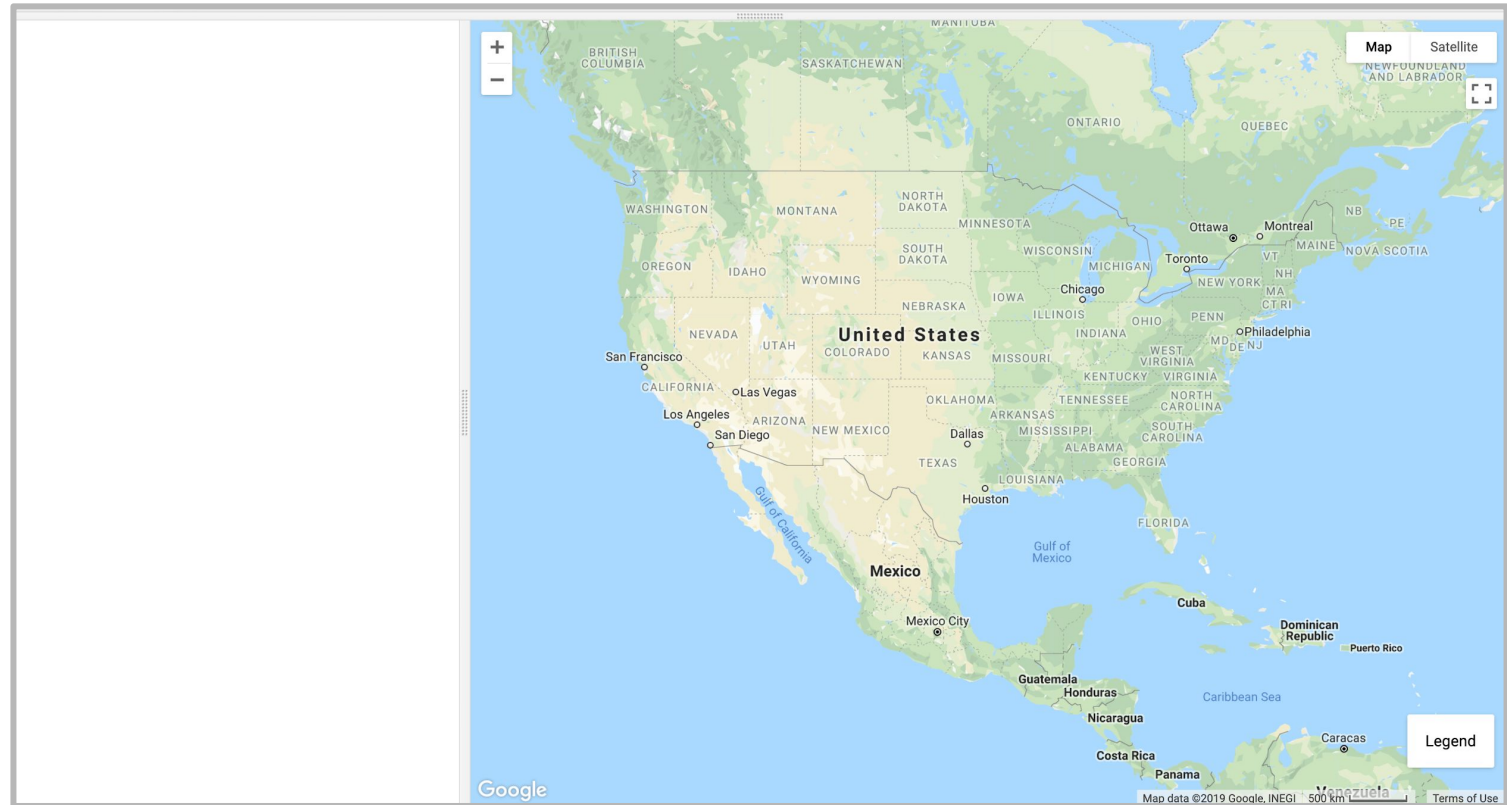 +
−
Map Satellite
MANITOBA
BRITISH
COLUMBIA
SASKATCHEWAN
NEWFOUNDLAND
AND LABRADOR
ONTARIO
QUEBEC
WASHINGTON
MONTANA
NORTH
DAKOTA
MINNESOTA
NB
PE
Ottawa
Montreal
MAINE
NOVA SCOTIA
OREGON
IDAHO
SOUTH
DAKOTA
WISCONSIN
MICHIGAN
Toronto
VT
NH
WYOMING
NEW YORK
MA
CT RI
Chicago
IOWA
NEBRASKA
ILLINOIS
OHIO
PENN
INDIANA
Philadelphia
NEVADA
UTAH
United States
COLORADO
KANSAS
MISSOURI
WEST
VIRGINIA
MD
DE
NJ
San Francisco
KENTUCKY
VIRGINIA
CALIFORNIA
Las Vegas
OKLAHOMA
TENNESSEE
NORTH
CAROLINA
Los Angeles
ARIZONA
NEW MEXICO
ARKANSAS
San Diego
Dallas
MISSISSIPPI
SOUTH
CAROLINA
ALABAMA
TEXAS
GEORGIA
LOUISIANA
Houston
Gulf of California
FLORIDA
Gulf of
Mexico
Mexico
Cuba
Mexico City
Dominican
Republic
Puerto Rico
Guatemala
Honduras
Caribbean Sea
Nicaragua
Caracas
Legend
Costa Rica
Panama
Venezuela
Google
Map data ©2019 Google, INEGI 500 km Terms of Use